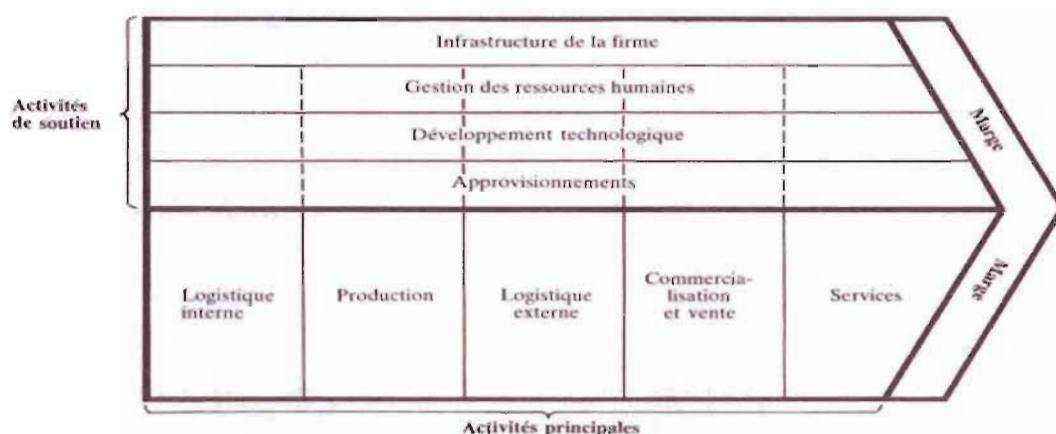 Infrastructure de la firme
Gestion des ressources humaines
Activités
de soutien
Développement technologique
Approvisionnements
Marge
Marge
Logistique
interne
Production
Logistique
externe
Commercia-
lisation
et vente
Services
Activités principales